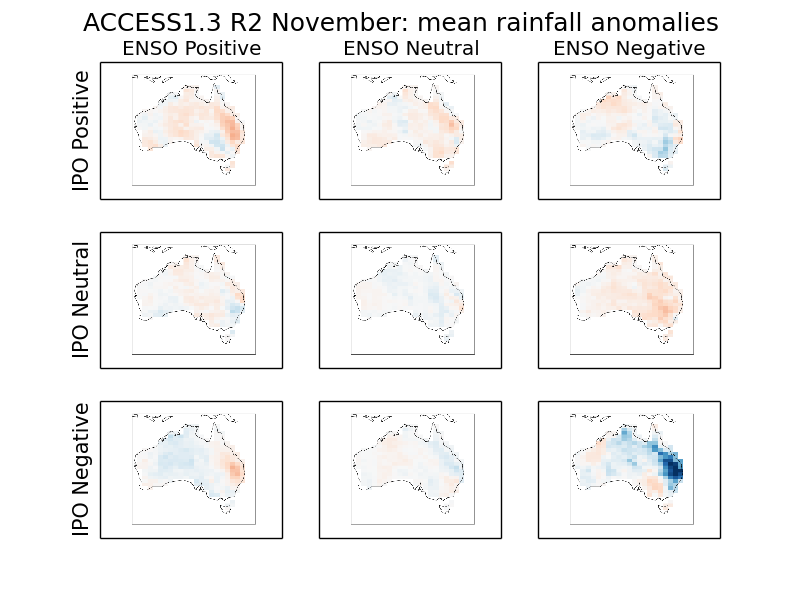 ACCESS1.3 R2 November: mean rainfall anomalies
ENSO Positive
ENSO Neutral
ENSO Negative
IPO Positive
IPO Neutral
IPO Negative